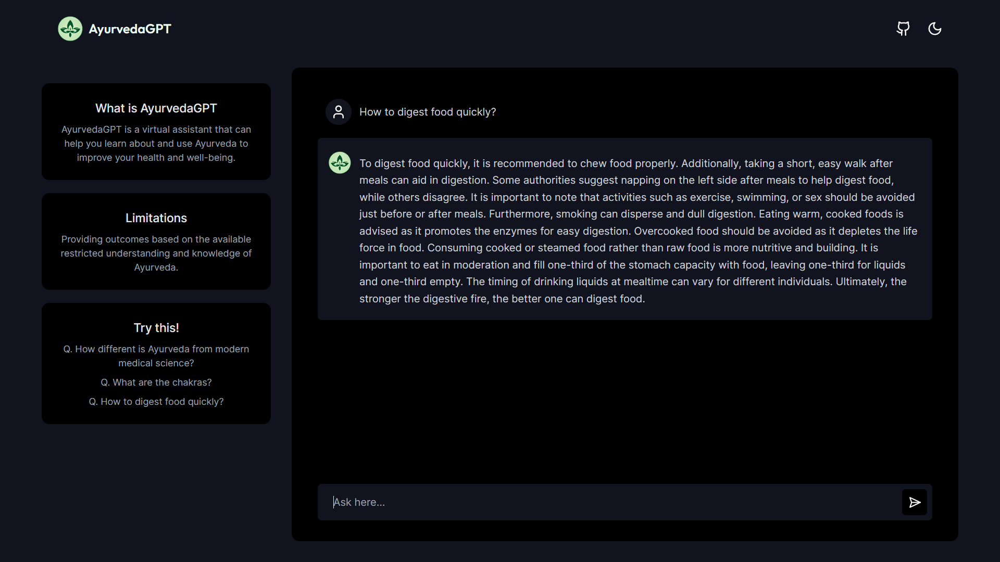 AyurvedaGPT
What is AyurvedaGPT
AyurvedaGPT is a virtual assistant that can
help you learn about and use Ayurveda to
improve your health and well-being.
Limitations
Providing outcomes based on the available
restricted understanding and knowledge of
Ayurveda.
Try this!
Q. How different is Ayurveda from modern
medical science?
Q. What are the chakras?
Q. How to digest food quickly?
How to digest food quickly?
To digest food quickly, it is recommended to chew food properly. Additionally, taking a short, easy walk after
meals can aid in digestion. Some authorities suggest napping on the left side after meals to help digest food,
while others disagree. It is important to note that activities such as exercise, swimming, or sex should be avoided
just before or after meals. Furthermore, smoking can disperse and dull digestion. Eating warm, cooked foods is
advised as it promotes the enzymes for easy digestion. Overcooked food should be avoided as it depletes the life
force in food. Consuming cooked or steamed food rather than raw food is more nutritive and building. It is
important to eat in moderation and fill one-third of the stomach capacity with food, leaving one-third for liquids
and one-third empty. The timing of drinking liquids at mealtime can vary for different individuals. Ultimately, the
stronger the digestive fire, the better one can digest food.
Ask here...